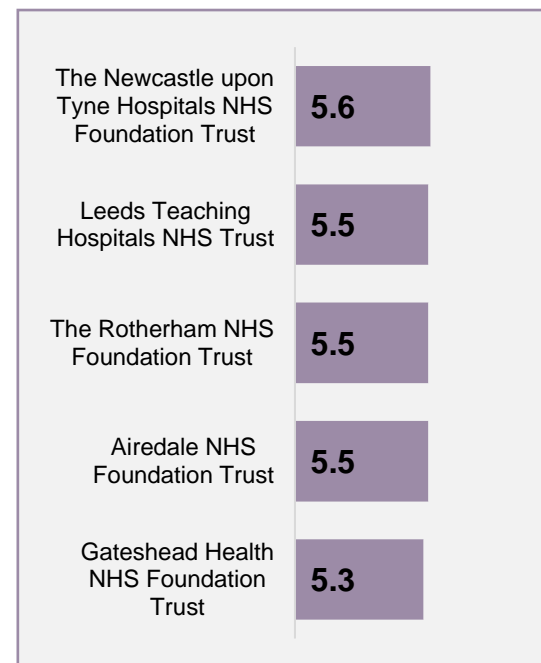 The Newcastle upon
Tyne Hospitals NHS
Foundation Trust
5.6
Leeds Teaching
Hospitals NHS Trust
5.5
The Rotherham NHS
Foundation Trust
5.5
Airedale NHS
Foundation Trust
5.5
Gateshead Health
NHS Foundation
Trust
5.3